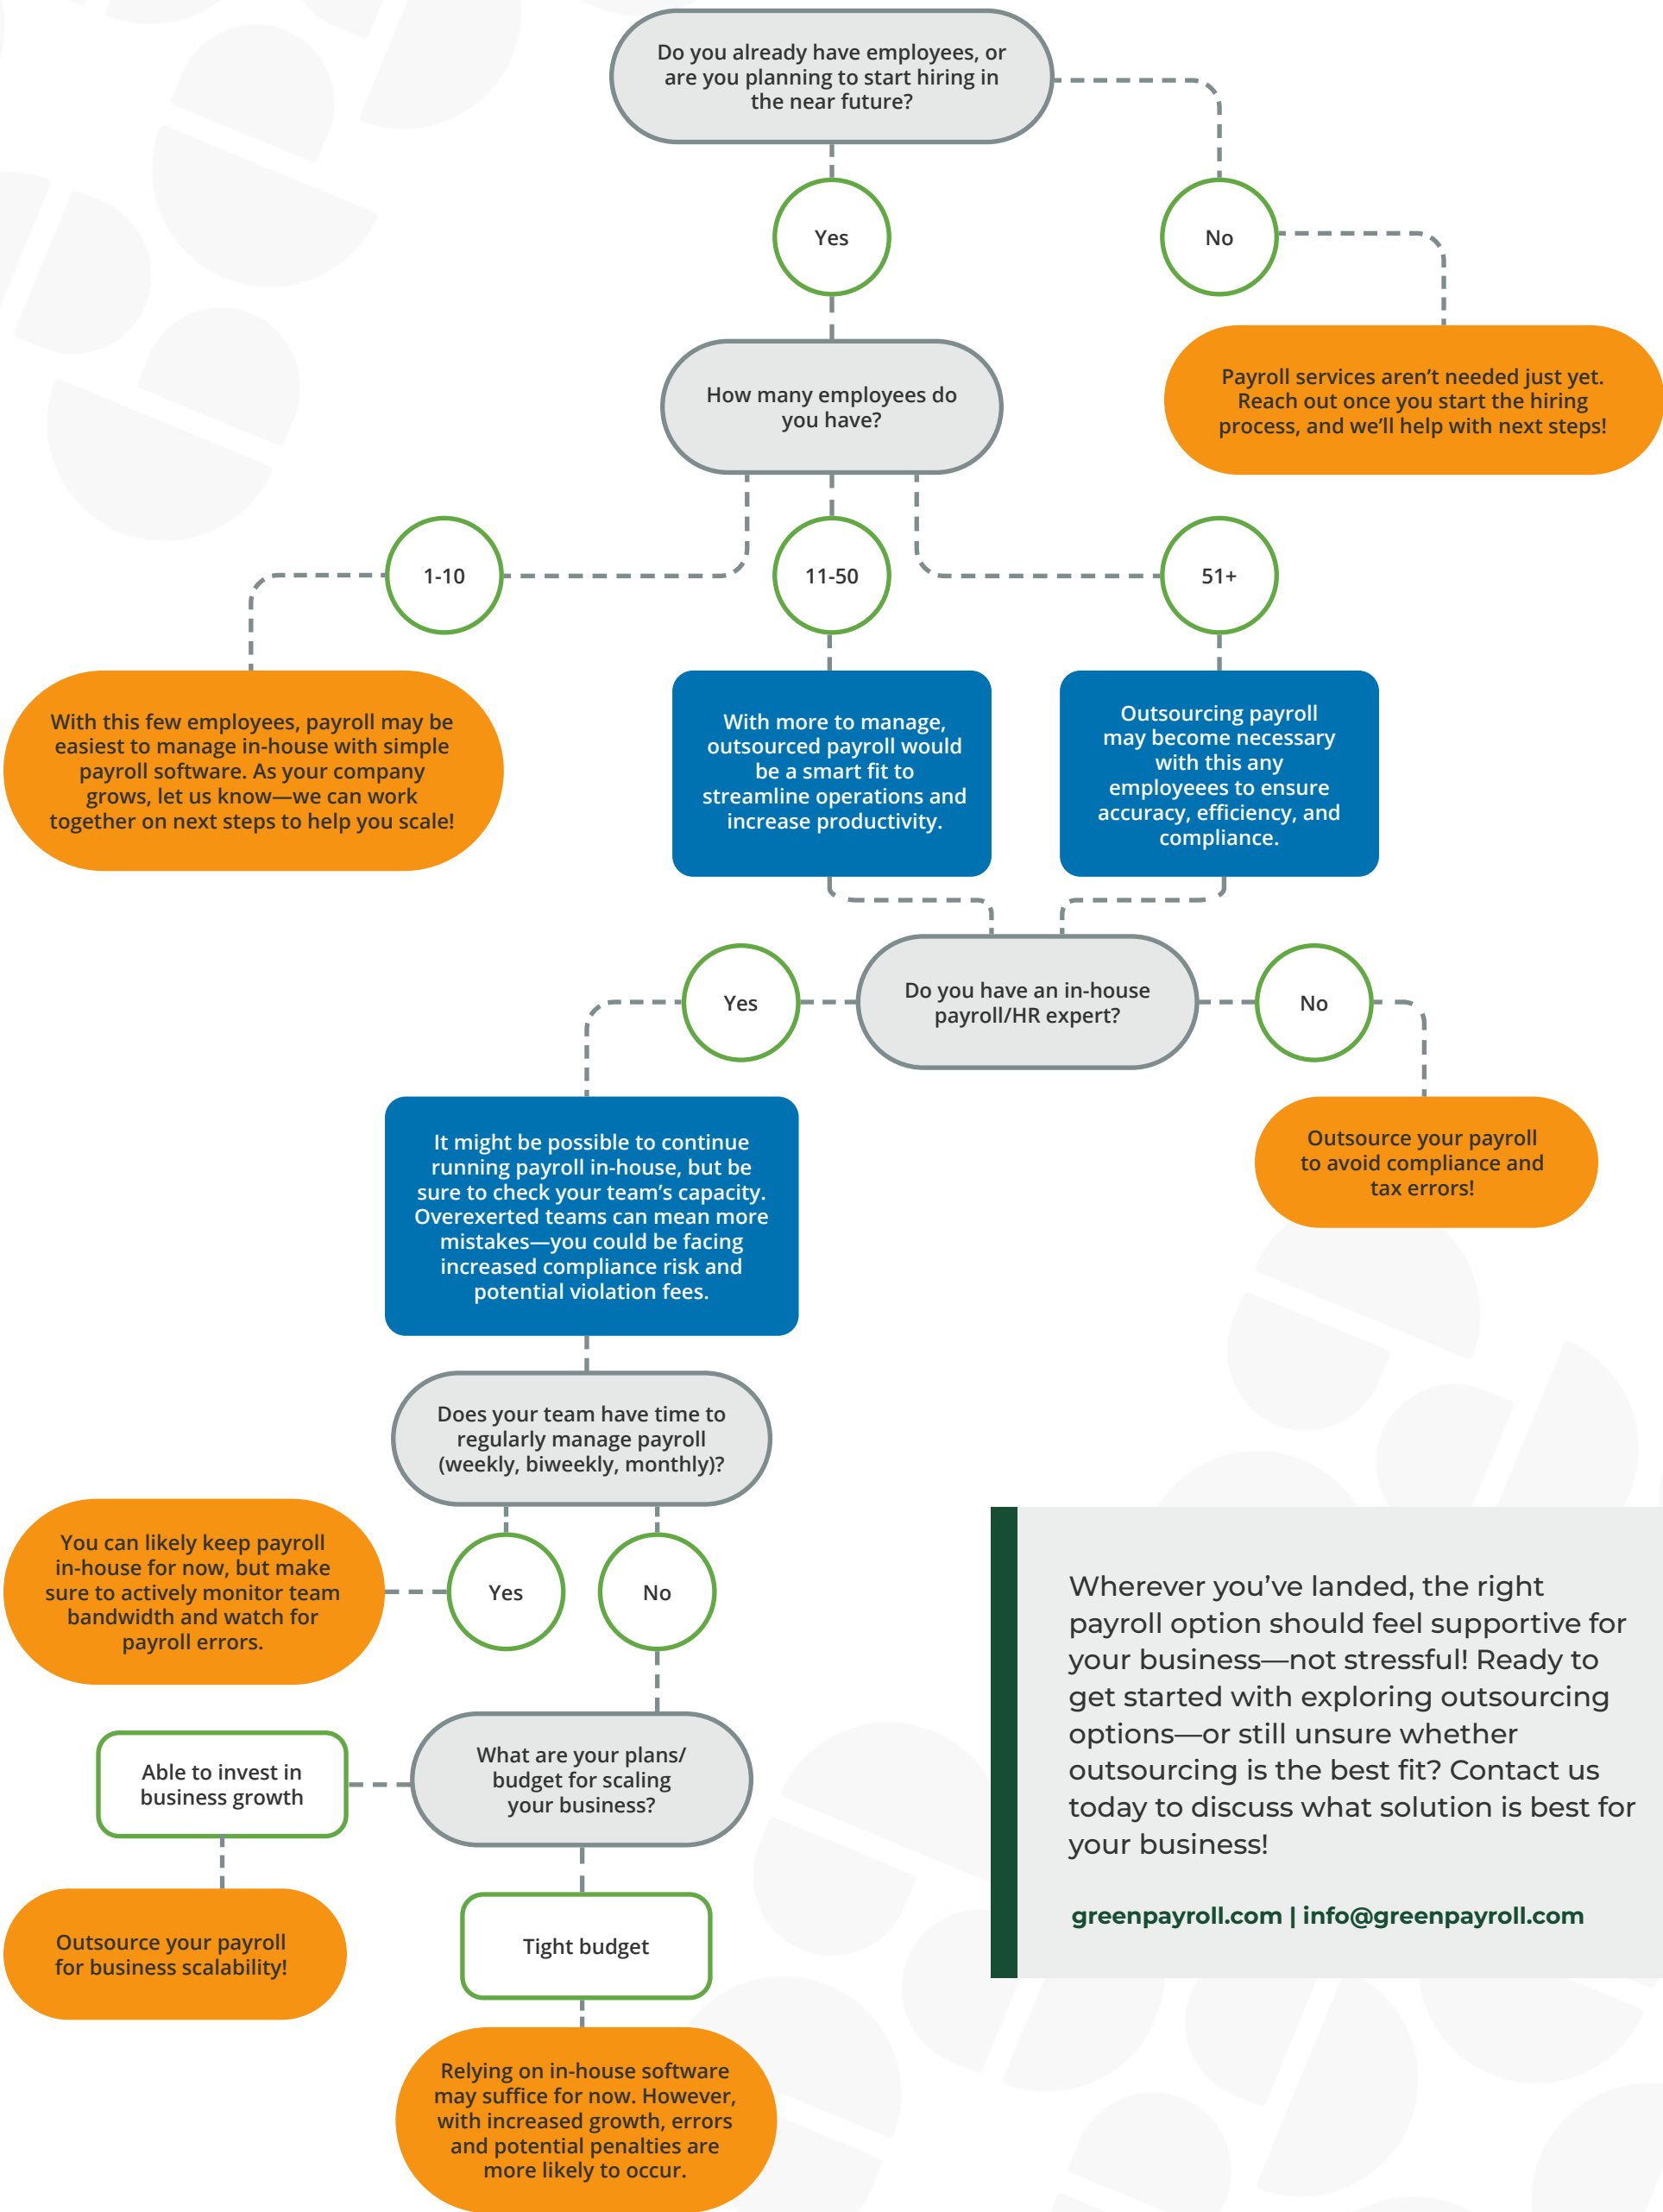 Do you already have employees, or
are you planning to start hiring in
the near future?
Yes
No
How many employees do
you have?
Payroll services aren't needed just yet.
Reach out once you start the hiring
process, and we'll help with next steps!
1-10
11-50
51+
With this few employees, payroll may be
easiest to manage in-house with simple
payroll software. As your company
grows, let us know—we can work
together on next steps to help you scale!
With more to manage,
outsourced payroll would
be a smart fit to
streamline operations and
increase productivity.
Outsourcing payroll
may become necessary
with this any
employeees to ensure
accuracy, efficiency, and
compliance.
Yes
Do you have an in-house
payroll/HR expert?
No
It might be possible to continue
running payroll in-house, but be
sure to check your team's capacity.
Overexerted teams can mean more
mistakes—you could be facing
increased compliance risk and
potential violation fees.
Outsource your payroll
to avoid compliance and
tax errors!
Does your team have time to
regularly manage payroll
(weekly, biweekly, monthly)?
You can likely keep payroll
in-house for now, but make
sure to actively monitor team
bandwidth and watch for
payroll errors.
Yes
No
What are your plans/
budget for scaling
your business?
Able to invest in
business growth
Outsource your payroll
for business scalability!
Tight budget
Relying on in-house software
may suffice for now. However,
with increased growth, errors
and potential penalties are
more likely to occur.
Wherever you've landed, the right
payroll option should feel supportive for
your business—not stressful! Ready to
get started with exploring outsourcing
options—or still unsure whether
outsourcing is the best fit? Contact us
today to discuss what solution is best for
your business!
greenpayroll.com | info@greenpayroll.com